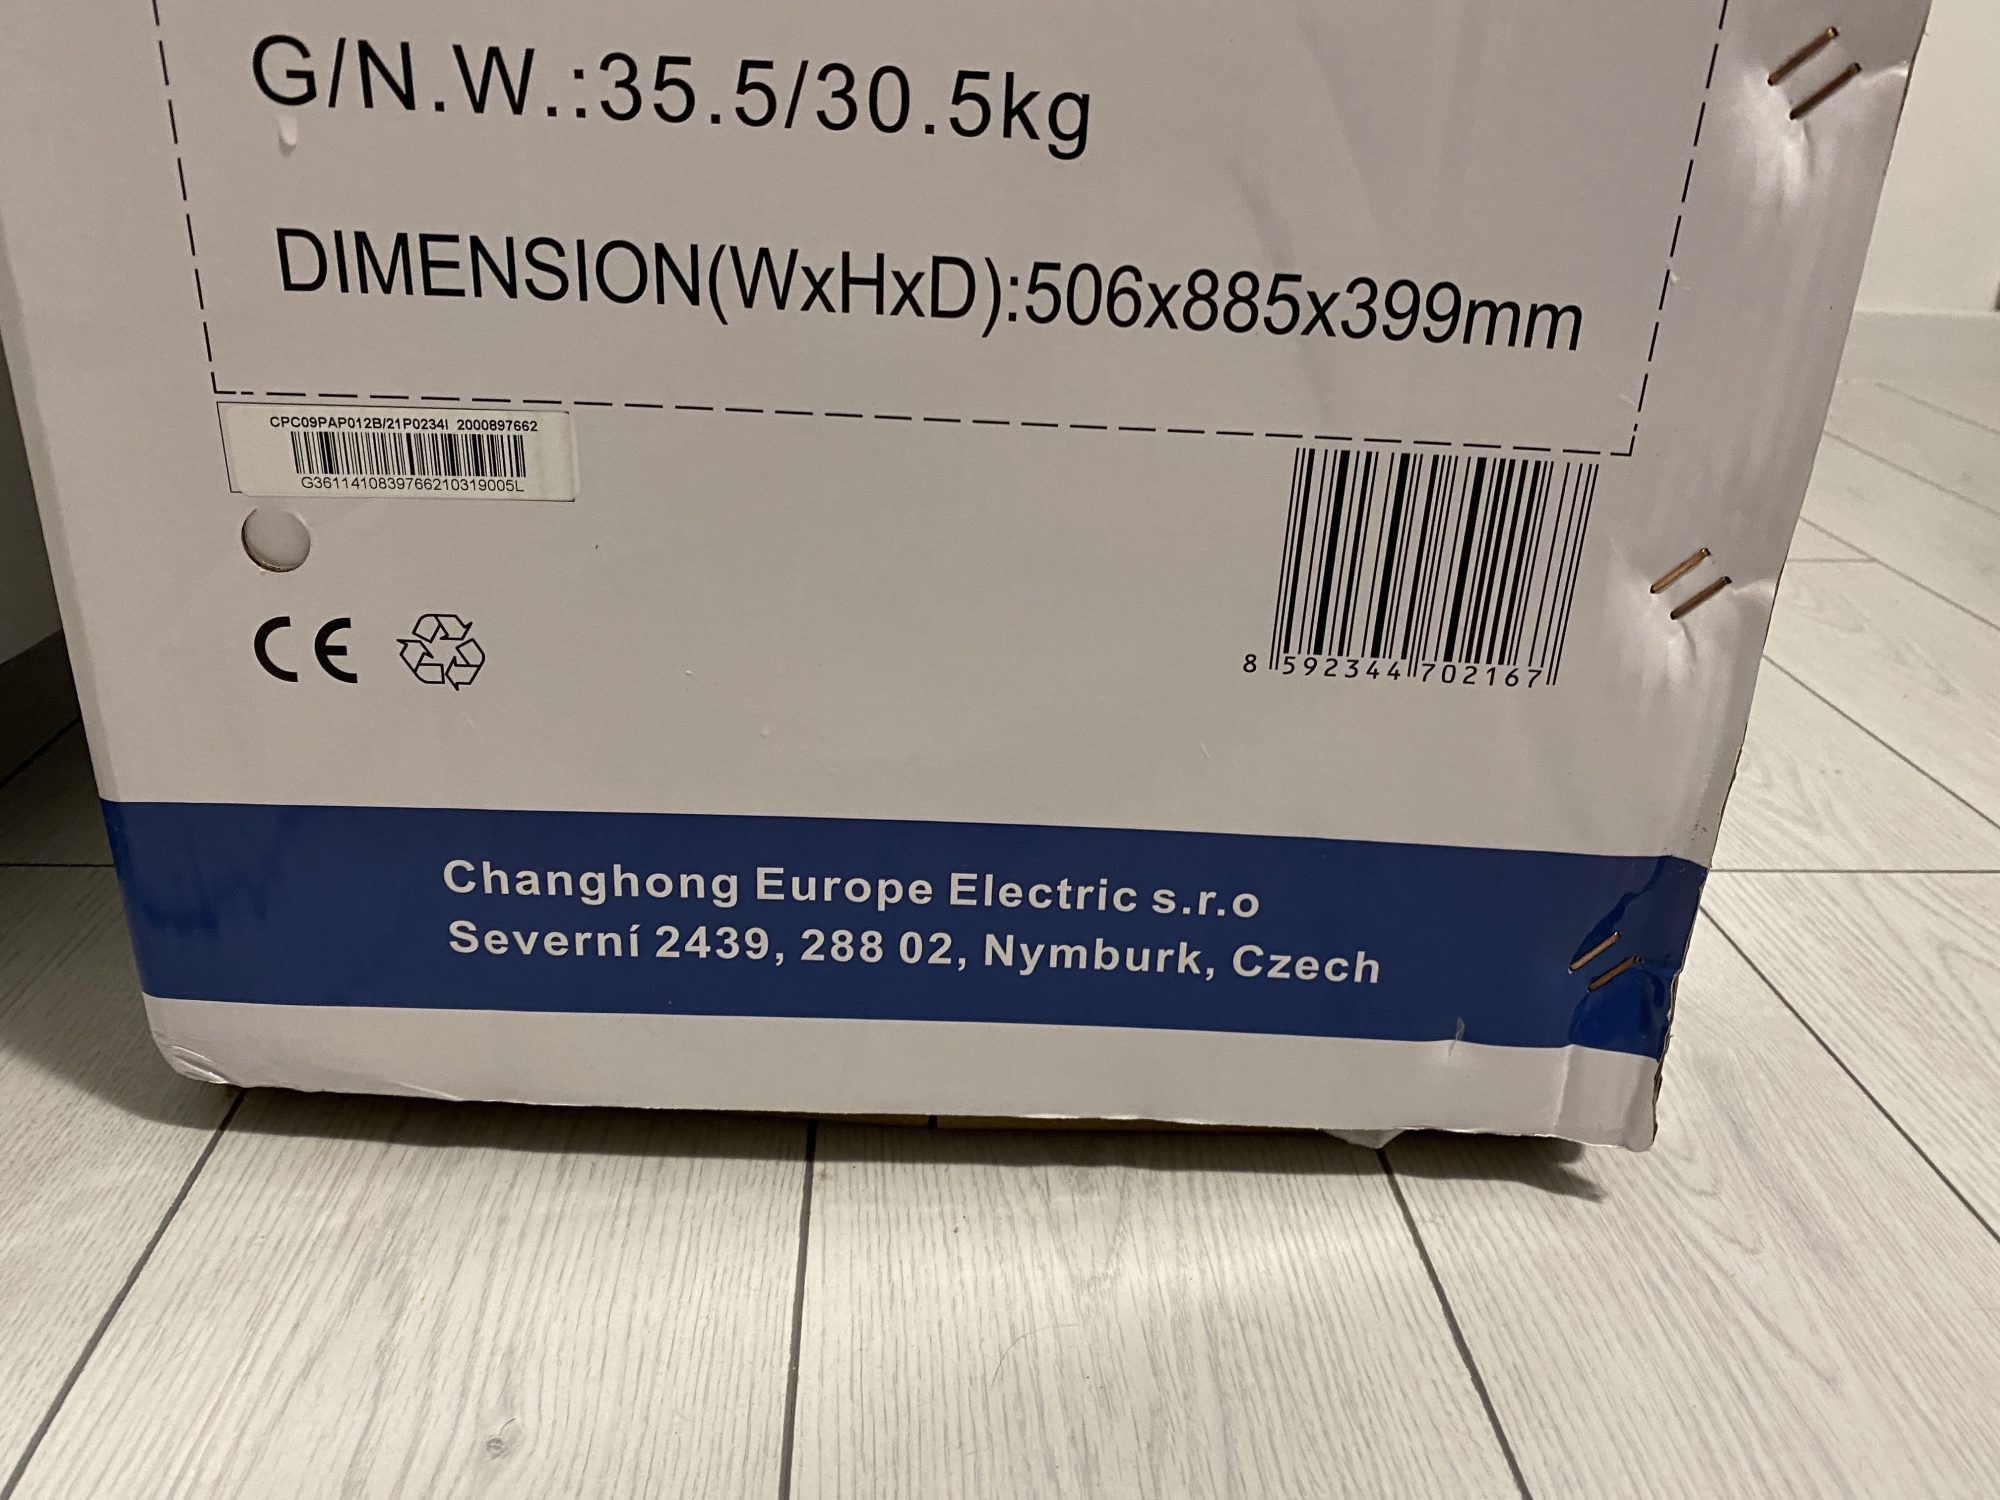 G/N.W.:35.5/30.5kg
DIMENSION(WxHxD):506x885x399mm
CPC09PAP012B/21P0234I 2000897662
G3611410839766210319005L
8 592344 702167
CE
Changhong Europe Electric s.r.o
Severní 2439, 288 02, Nymburk, Czech